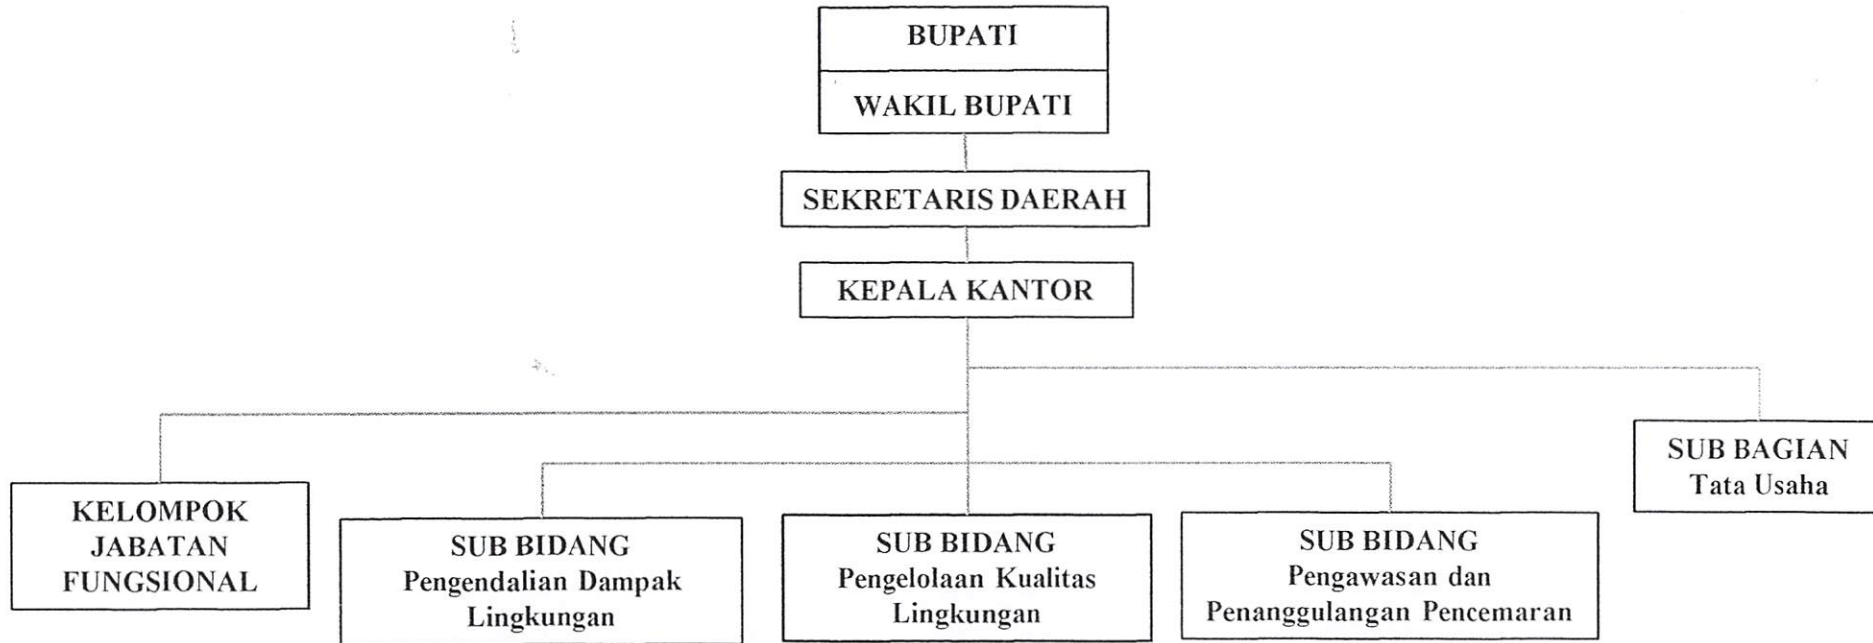 BUPATI
WAKIL BUPATI
SEKRETARIS DAERAH
KEPALA KANTOR
SUB BAGIAN
Tata Usaha
KELOMPOK
JABATAN
FUNGSIONAL
SUB BIDANG
Pengendalian Dampak
Lingkungan
SUB BIDANG
Pengelolaan Kualitas
Lingkungan
SUB BIDANG
Pengawasan dan
Penanggulangan Pencemaran